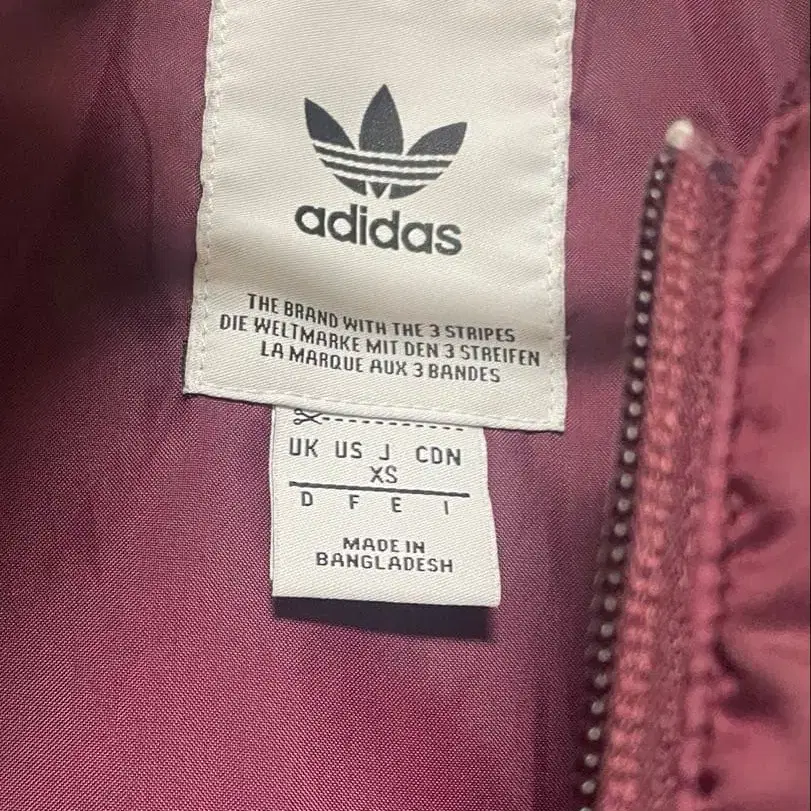 adidas
THE BRAND WITH THE 3 STRIPES
DIE WELTMARKE MIT DEN 3 STREIFEN
LA MARQUE AUX 3 BANDES
UK US J CDN
XS
D F E I
MADE IN
BANGLADESH